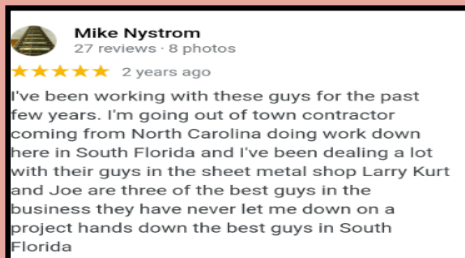 Mike Nystrom
27 reviews · 8 photos
2 years ago
I've been working with these guys for the past
few years. I'm going out of town contractor
coming from North Carolina doing work down
here in South Florida and I've been dealing a lot
with their guys in the sheet metal shop Larry Kurt
and Joe are three of the best guys in the
business they have never let me down on a
project hands down the best guys in South
Florida